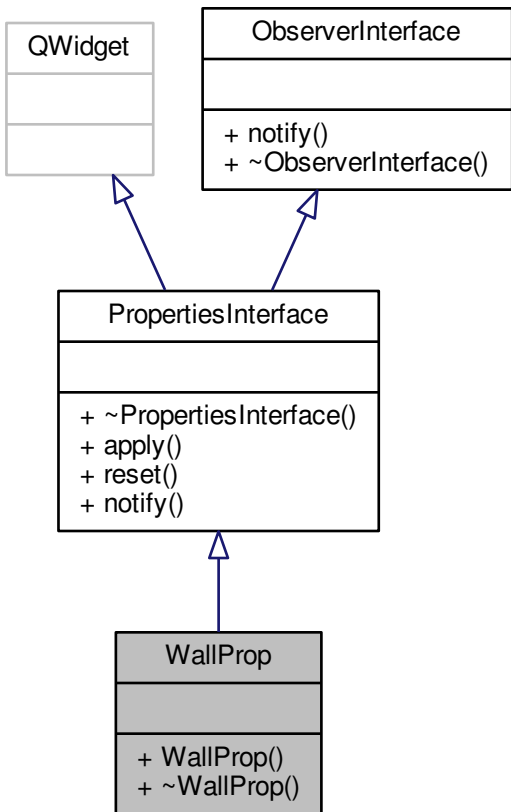 QWidget
ObserverInterface
+ notify()
+ ~ObserverInterface()
PropertiesInterface
+ ~PropertiesInterface()
+ apply()
+ reset()
+ notify()
WallProp
+ WallProp()
+ ~WallProp()